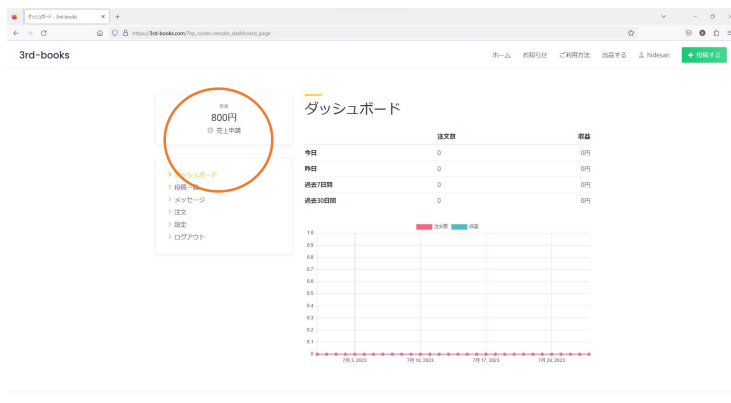 ダッシュボード - 3rd-books
https://3rd-books.com/?hp_route=vendor_dashboard_page
3rd-books
ホーム お知らせ ご利用方法 出品する hidesan + 投稿する
残高
800円
売上申請
> ダッシュボード
> 投稿一覧
> メッセージ
> 注文
> 設定
> ログアウト
ダッシュボード
注文数 収益
今日 0 0円
昨日 0 0円
過去7日間 0 0円
過去30日間 0 0円
注文数 収益
1.0
0.9
0.8
0.7
0.6
0.5
0.4
0.3
0.2
0.1
0
7月 3, 2023 7月 10, 2023 7月 17, 2023 7月 24, 2023